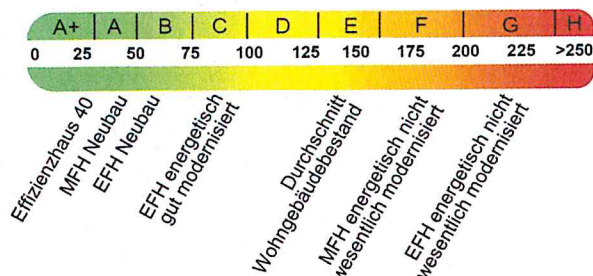 A+ A B C D E F G H
0 25 50 75 100 125 150 175 200 225 >250
Effizienzhaus 40
MFH Neubau
EFH Neubau
EFH energetisch
gut modernisiert
Durchschnitt
Wohngebäudebestand
MFH energetisch nicht
wesentlich modernisiert
EFH energetisch nicht
wesentlich modernisiert